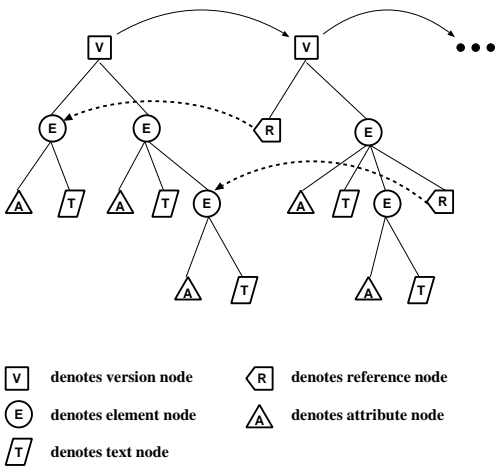 V V
E E R E
A T A T E A T E R
A T A T
V denotes version node R denotes reference node
E denotes element node A denotes attribute node
T denotes text node